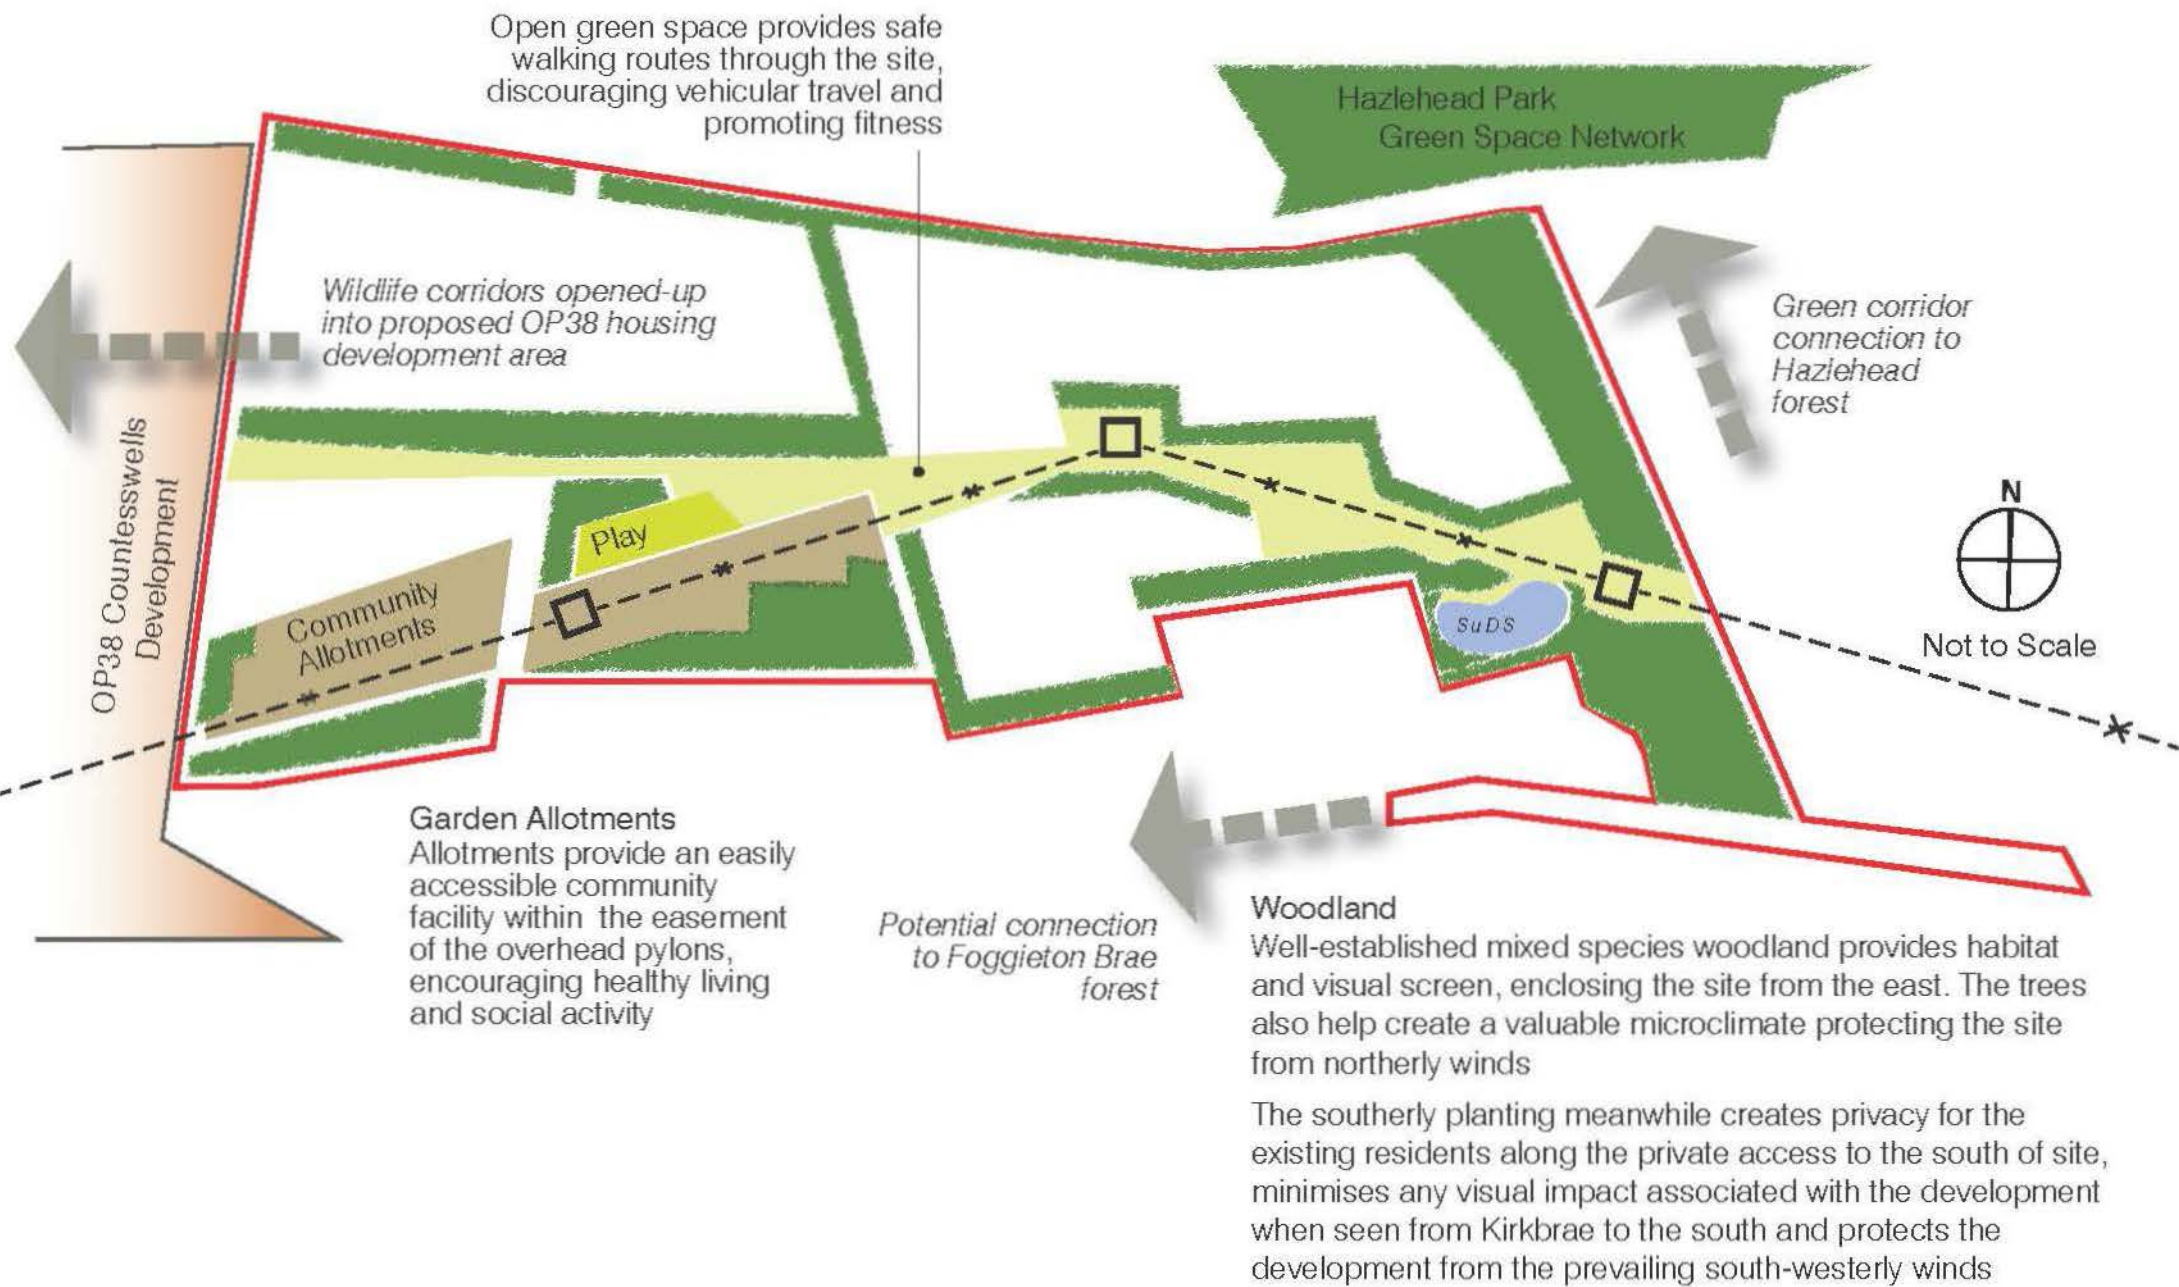 Open green space provides safe
walking routes through the site,
discouraging vehicular travel and
promoting fitness
Hazlehead Park
Green Space Network
Wildlife corridors opened-up
into proposed OP38 housing
development area
Green corridor
connection to
Hazlehead
forest
OP38 Countesswells
Development
Play
Community
Allotments
SuDS
N
Not to Scale
Garden Allotments
Allotments provide an easily
accessible community
facility within the easement
of the overhead pylons,
encouraging healthy living
and social activity
Potential connection
to Foggieton Brae
forest
Woodland
Well-established mixed species woodland provides habitat
and visual screen, enclosing the site from the east. The trees
also help create a valuable microclimate protecting the site
from northerly winds
The southerly planting meanwhile creates privacy for the
existing residents along the private access to the south of site,
minimises any visual impact associated with the development
when seen from Kirkbrae to the south and protects the
development from the prevailing south-westerly winds